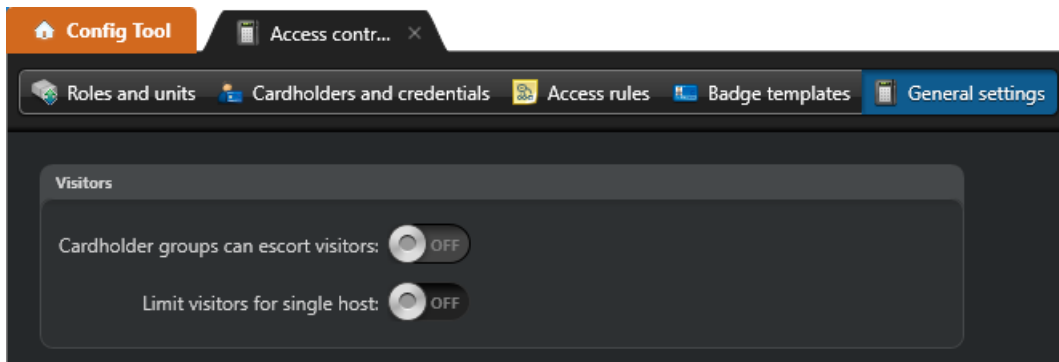 Config Tool Access contr...
Roles and units Cardholders and credentials Access rules Badge templates General settings
Visitors
Cardholder groups can escort visitors: OFF
Limit visitors for single host: OFF